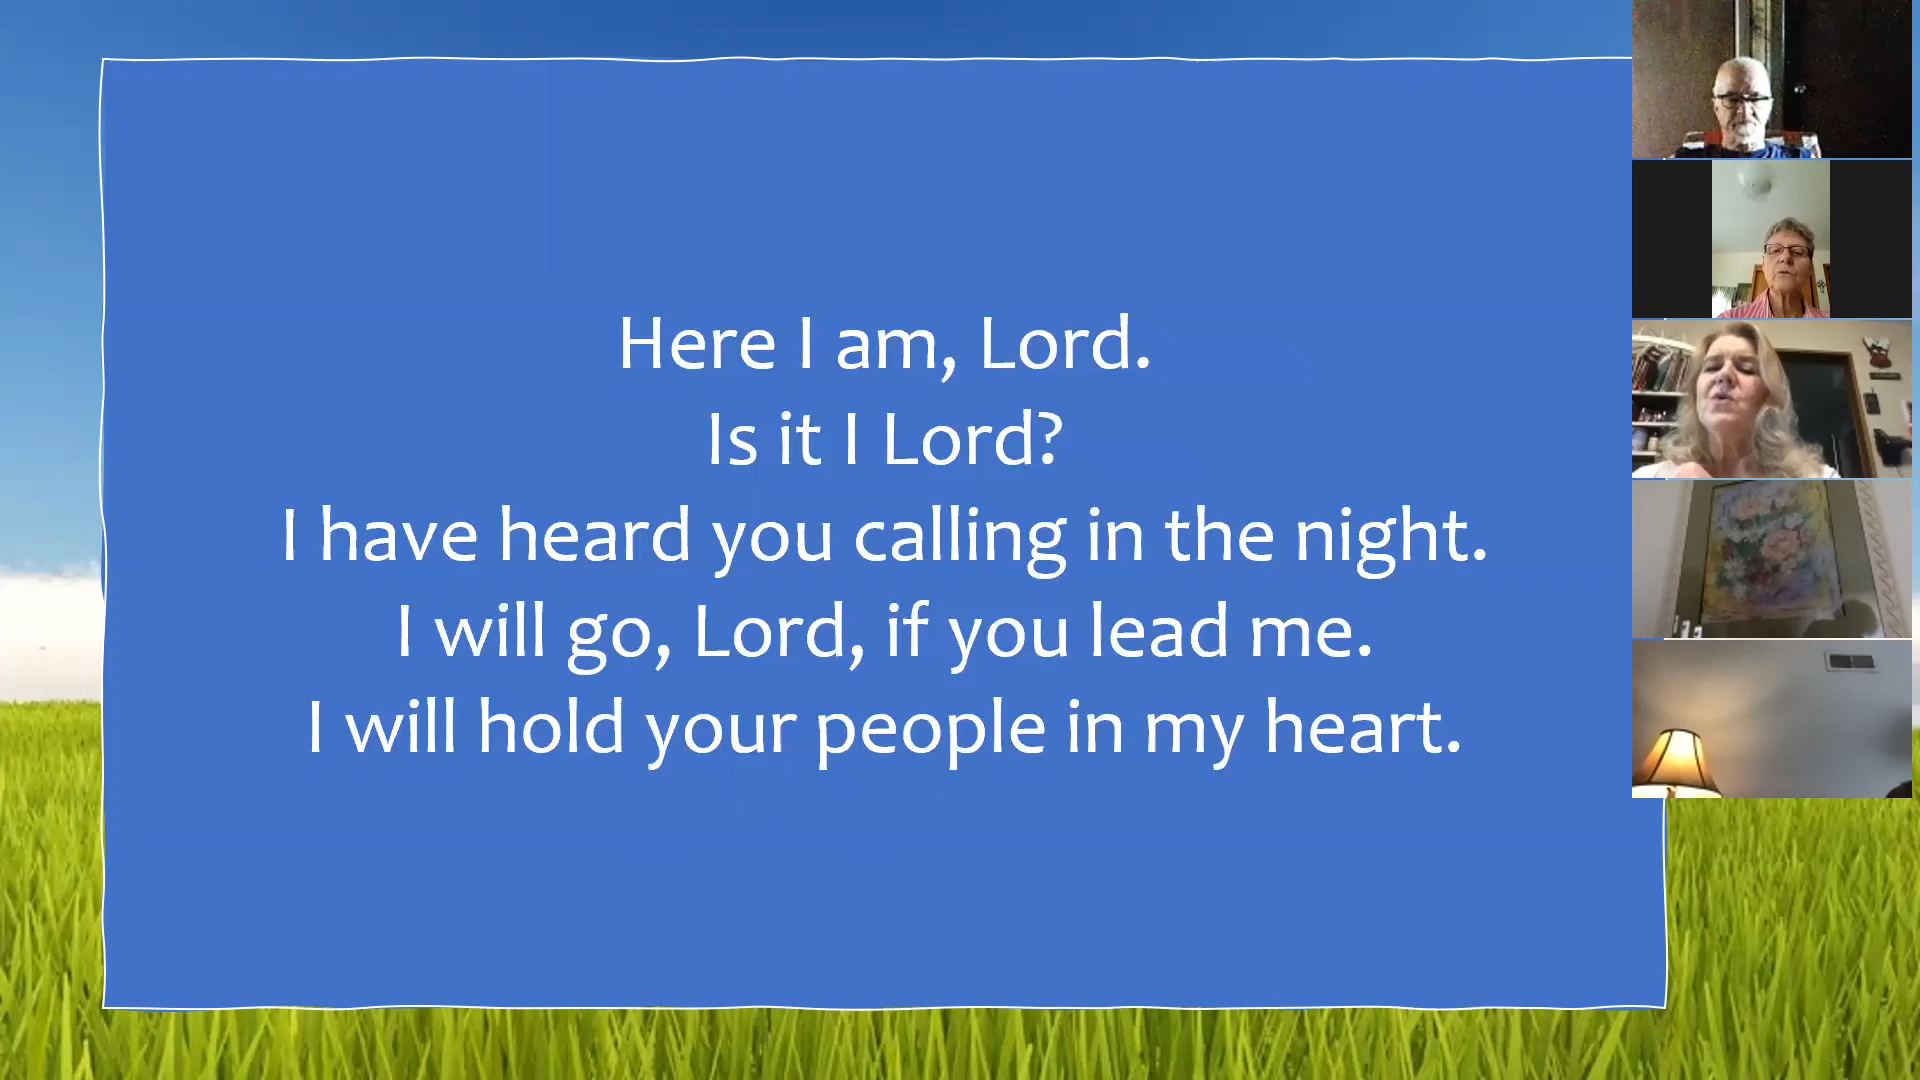 Here I am, Lord.
Is it I Lord?
I have heard you calling in the night.
I will go, Lord, if you lead me.
I will hold your people in my heart.